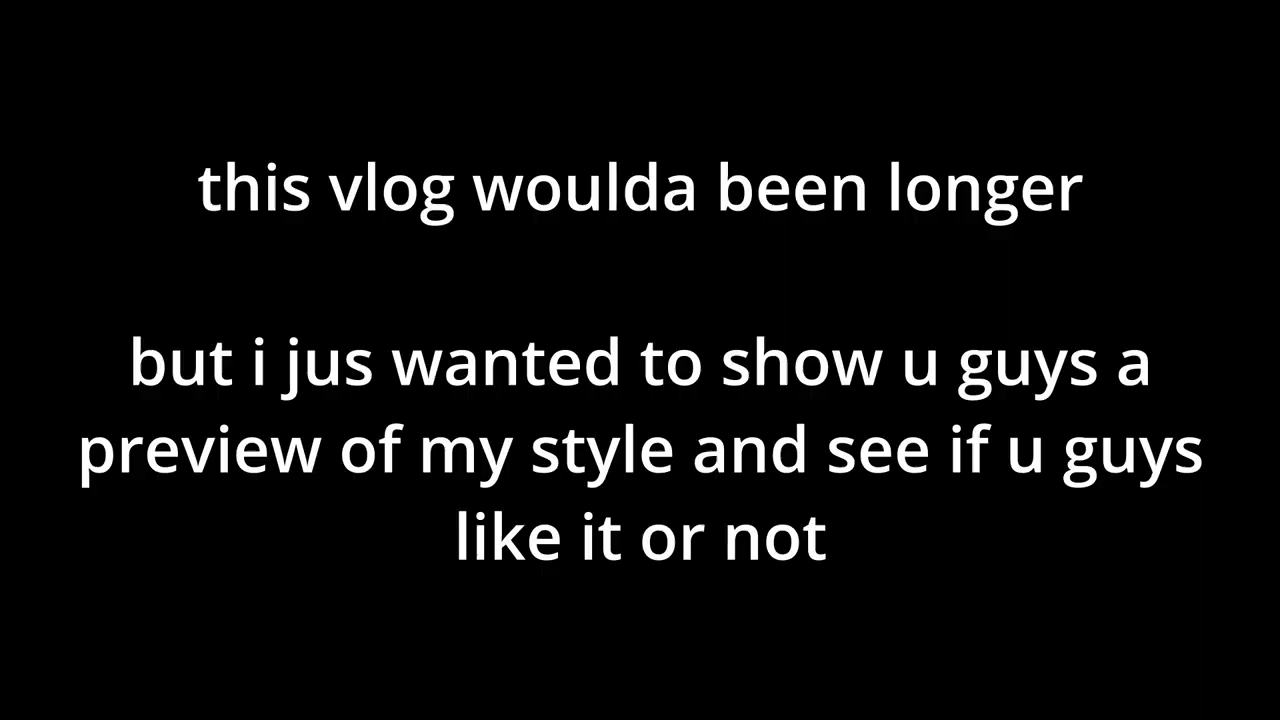 this vlog woulda been longer
but i jus wanted to show u guys a
preview of my style and see if u guys
like it or not